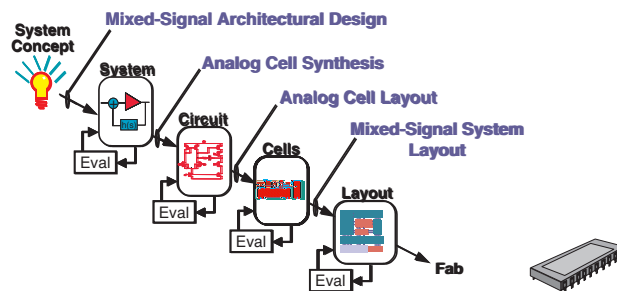 Mixed-Signal Architectural Design
System
Concept
System
Analog Cell Synthesis
h(s)
Eval
Circuit
Analog Cell Layout
Eval
Cells
Mixed-Signal System
Layout
Eval
Layout
Eval
Fab